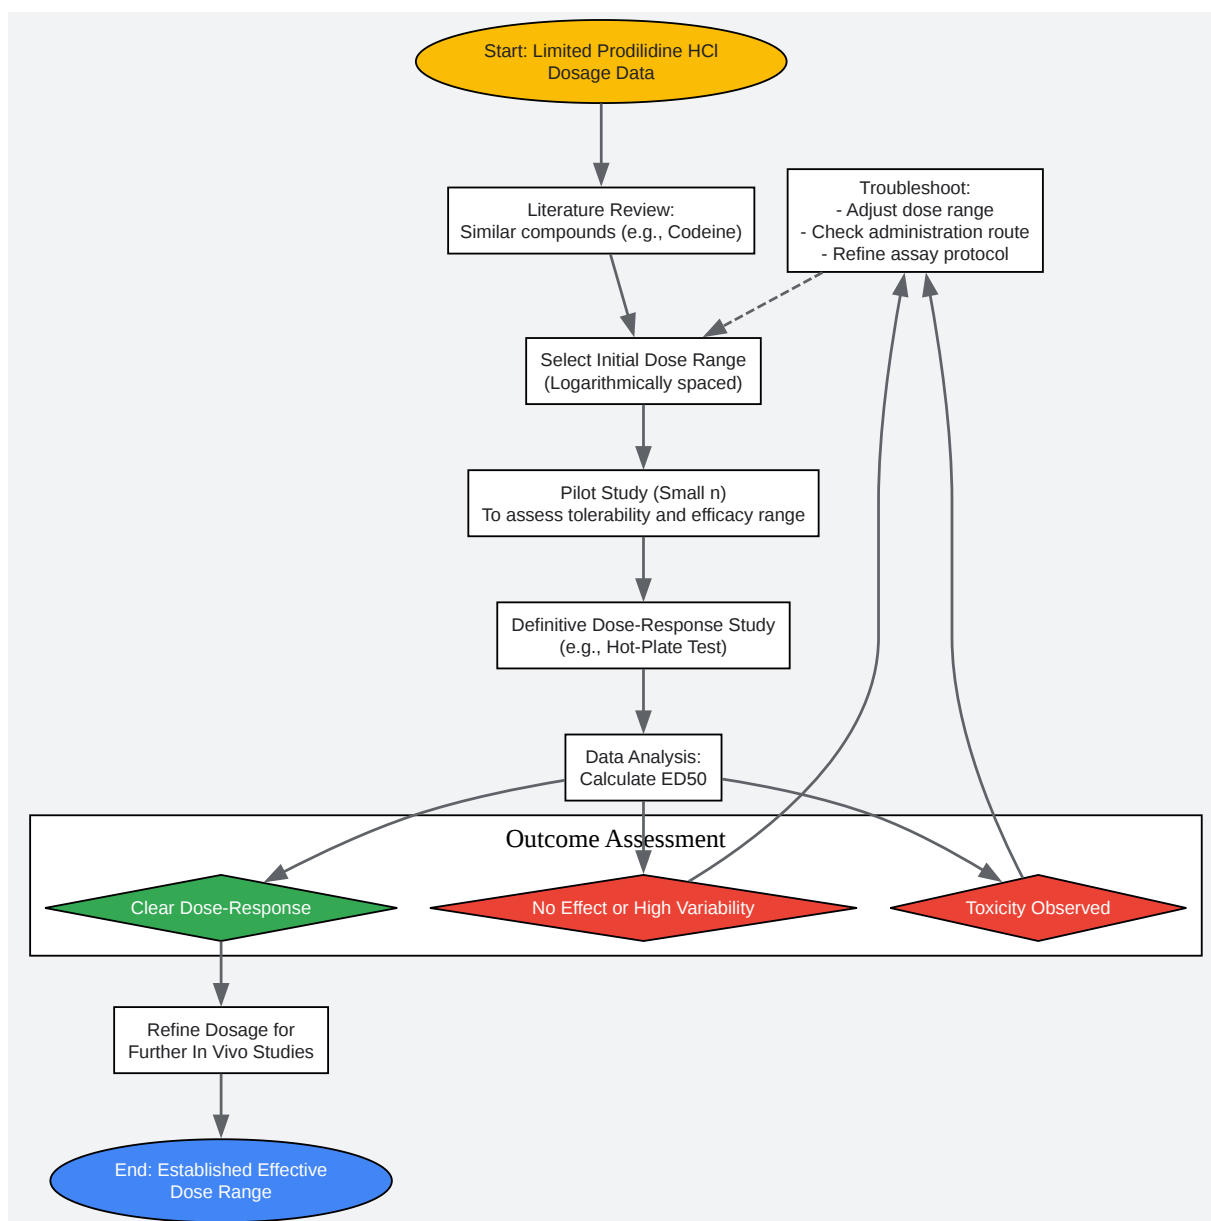 Start: Limited Prodilidine HCl
Dosage Data
Literature Review:
Similar compounds (e.g., Codeine)
Troubleshoot:
- Adjust dose range
- Check administration route
- Refine assay protocol
Select Initial Dose Range
(Logarithmically spaced)
Pilot Study (Small n)
To assess tolerability and efficacy range
Definitive Dose-Response Study
(e.g., Hot-Plate Test)
Data Analysis:
Calculate ED50
Outcome Assessment
Clear Dose-Response
No Effect or High Variability
Toxicity Observed
Refine Dosage for
Further In Vivo Studies
End: Established Effective
Dose Range